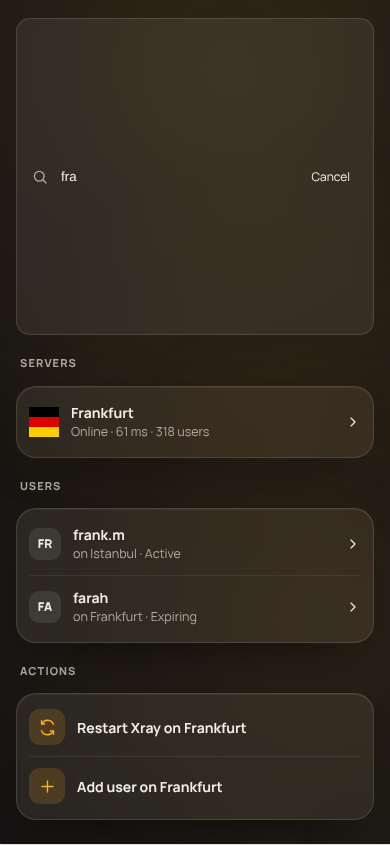 fra
Cancel
SERVERS
Frankfurt
Online · 61 ms · 318 users
USERS
FR
frank.m
on Istanbul · Active
FA
farah
on Frankfurt · Expiring
ACTIONS
Restart Xray on Frankfurt
Add user on Frankfurt